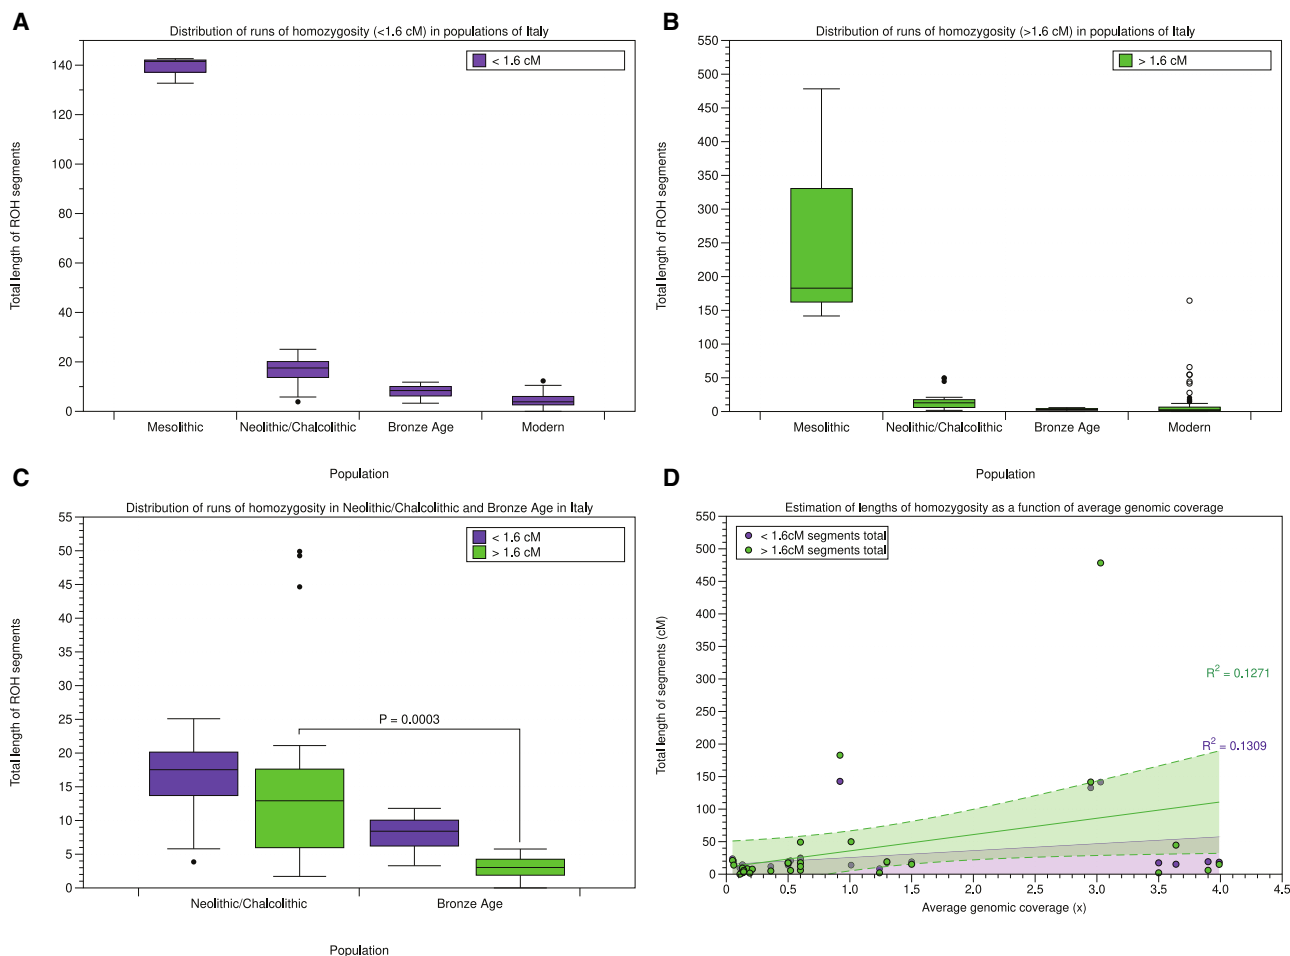 A
Distribution of runs of homozygosity (<1.6 cM) in populations of Italy
< 1.6 cM
Total length of ROH segments
140
120
100
80
60
40
20
0
Mesolithic
Neolithic/Chalcolithic
Bronze Age
Modern
Population
B
Distribution of runs of homozygosity (>1.6 cM) in populations of Italy
> 1.6 cM
Total length of ROH segments
550
500
450
400
350
300
250
200
150
100
50
0
Mesolithic
Neolithic/Chalcolithic
Bronze Age
Modern
Population
C
Distribution of runs of homozygosity in Neolithic/Chalcolithic and Bronze Age in Italy
< 1.6 cM
> 1.6 cM
Total length of ROH segments
55
50
45
40
35
30
25
20
15
10
5
0
P = 0.0003
Neolithic/Chalcolithic
Bronze Age
Population
D
Estimation of lengths of homozygosity as a function of average genomic coverage
< 1.6cM segments total
> 1.6cM segments total
Total length of segments (cM)
550
500
450
400
350
300
250
200
150
100
50
0
R² = 0.1271
R² = 0.1309
0 0.5 1.0 1.5 2.0 2.5 3.0 3.5 4.0 4.5
Average genomic coverage (x)